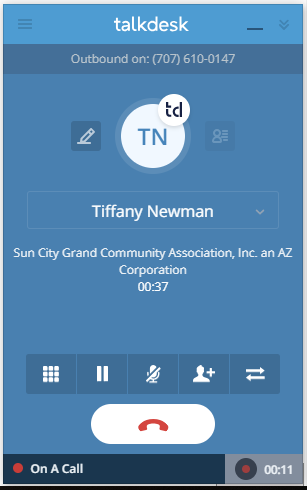 talkdesk
Outbound on: (707) 610-0147
td
TN
Tiffany Newman
Sun City Grand Community Association, Inc. an AZ
Corporation
00:37
On A Call
00:11